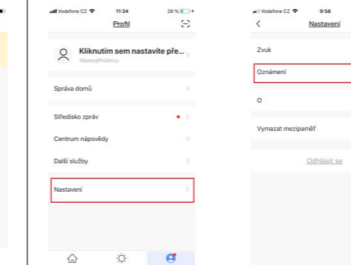 Vodafone CZ
11:34
26 %
Profil
Kliknutím sem nastavíte pře...
Správa domů
Středisko zpráv
Centrum nápovědy
Další služby
Nastavení
Vodafone CZ
9:56
Nastavení
Zvuk
Oznámení
O
Vymazat mezipaměť
Odhlásit se